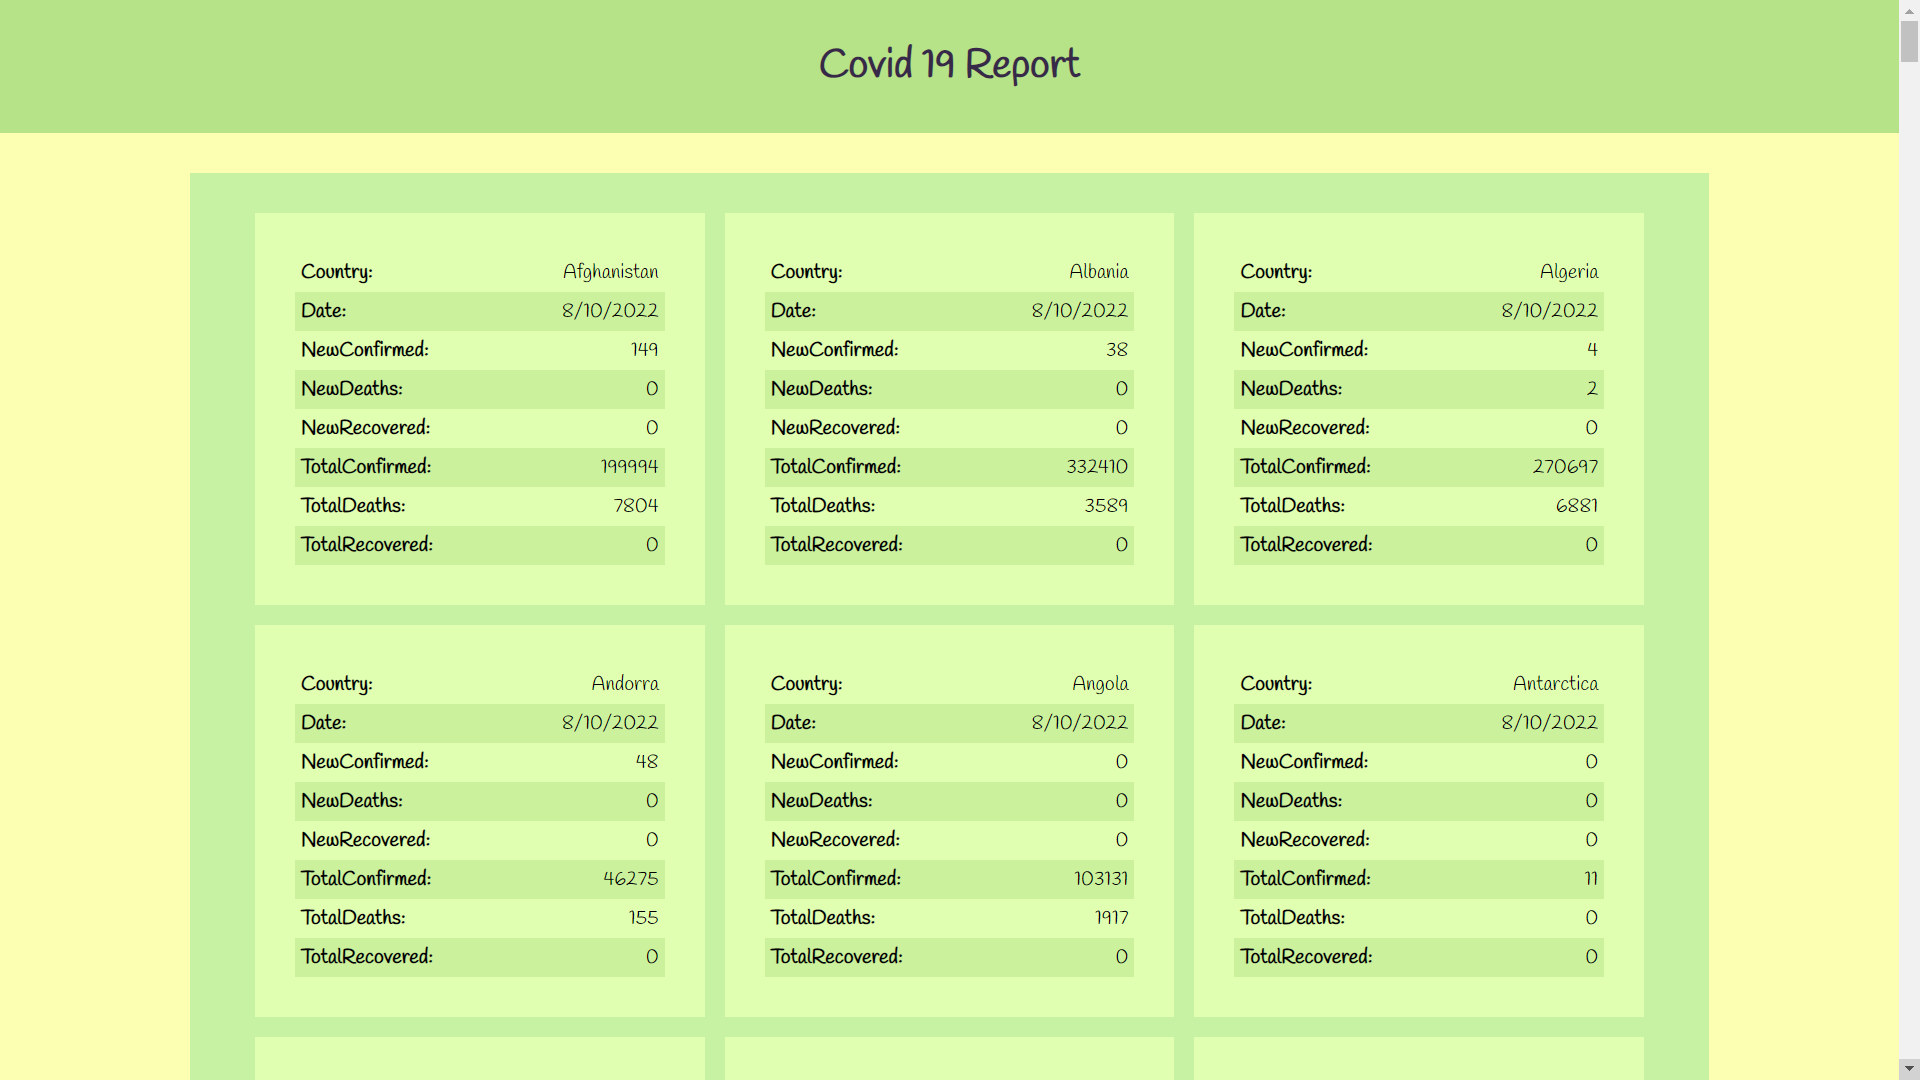 Covid 19 Report
Country: Afghanistan
Date: 8/10/2022
NewConfirmed: 149
NewDeaths: 0
NewRecovered: 0
TotalConfirmed: 199994
TotalDeaths: 7804
TotalRecovered: 0
Country: Albania
Date: 8/10/2022
NewConfirmed: 38
NewDeaths: 0
NewRecovered: 0
TotalConfirmed: 332410
TotalDeaths: 3589
TotalRecovered: 0
Country: Algeria
Date: 8/10/2022
NewConfirmed: 4
NewDeaths: 2
NewRecovered: 0
TotalConfirmed: 270697
TotalDeaths: 6881
TotalRecovered: 0
Country: Andorra
Date: 8/10/2022
NewConfirmed: 48
NewDeaths: 0
NewRecovered: 0
TotalConfirmed: 46275
TotalDeaths: 155
TotalRecovered: 0
Country: Angola
Date: 8/10/2022
NewConfirmed: 0
NewDeaths: 0
NewRecovered: 0
TotalConfirmed: 103131
TotalDeaths: 1917
TotalRecovered: 0
Country: Antarctica
Date: 8/10/2022
NewConfirmed: 0
NewDeaths: 0
NewRecovered: 0
TotalConfirmed: 11
TotalDeaths: 0
TotalRecovered: 0